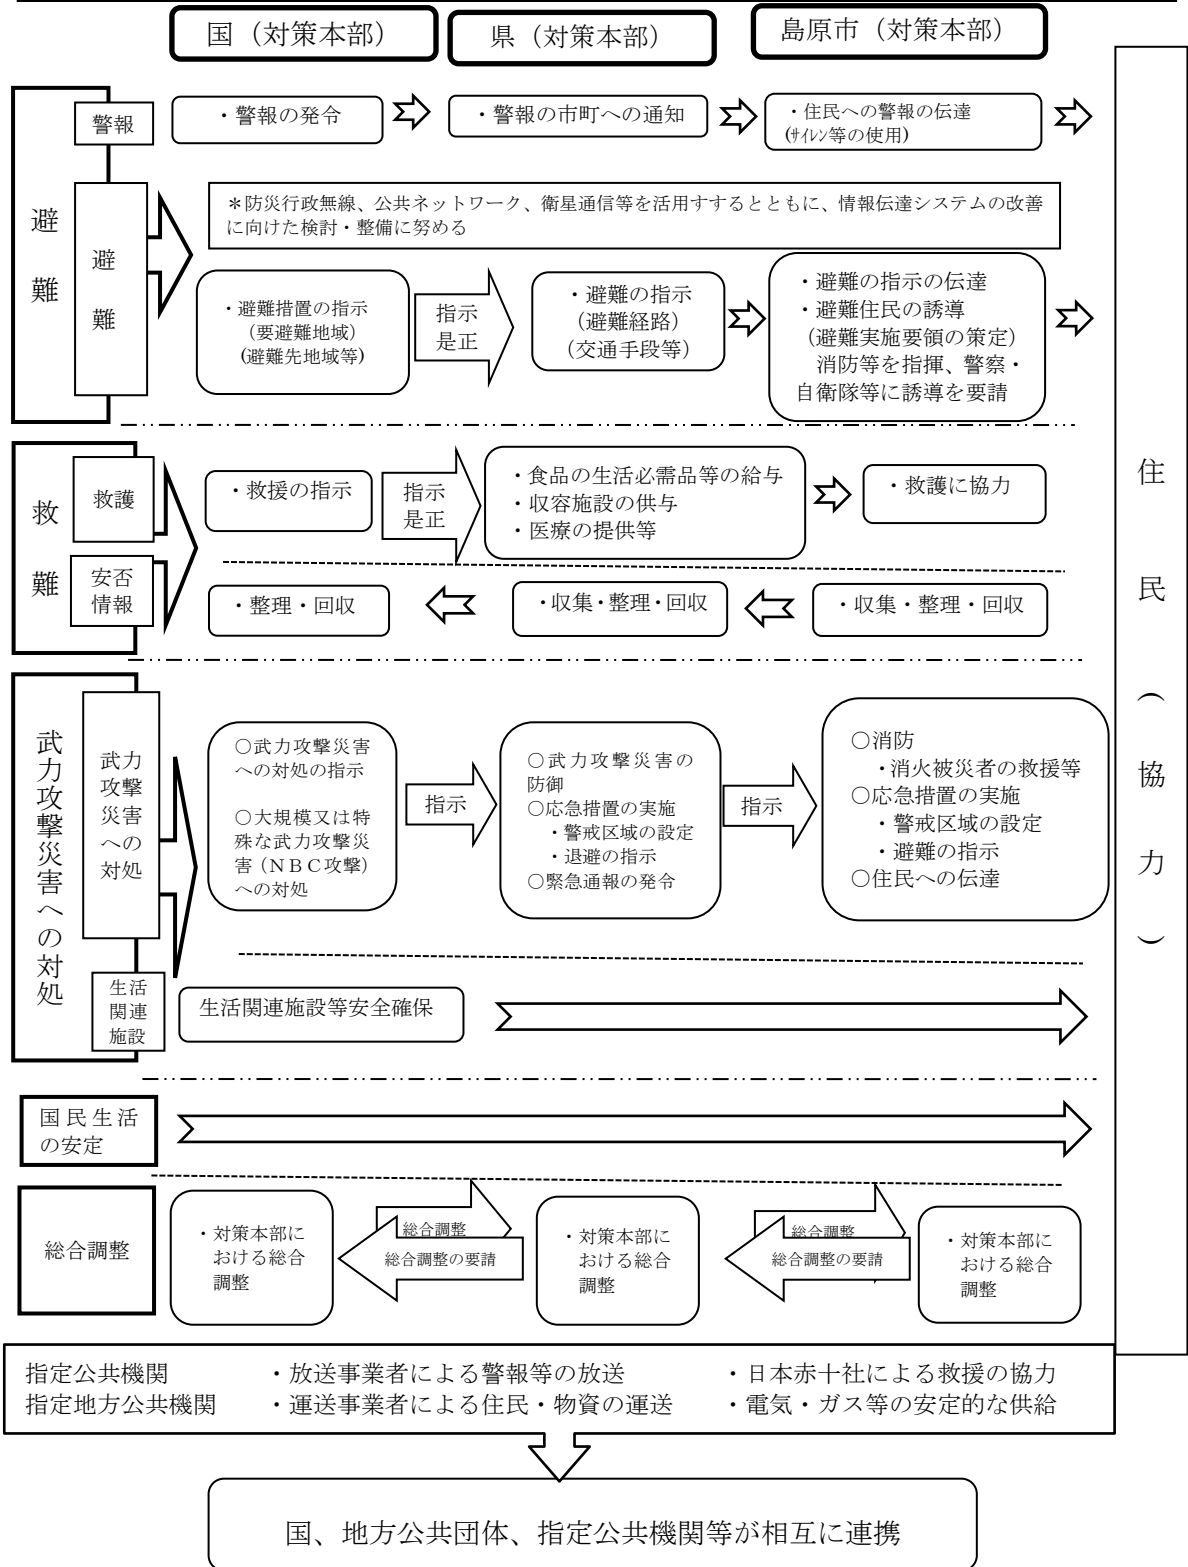 国（対策本部）
県（対策本部）
島原市（対策本部）
避難
警報
・警報の発令
・警報の市町への通知
・住民への警報の伝達
(ｻｲﾚﾝ等の使用)
避難
＊防災行政無線、公共ネットワーク、衛星通信等を活用すするとともに、情報伝達システムの改善
に向けた検討・整備に努める
・避難措置の指示
（要避難地域）
(避難先地域等)
指示
是正
・避難の指示
（避難経路）
（交通手段等）
・避難の指示の伝達
・避難住民の誘導
（避難実施要領の策定）
消防等を指揮、警察・
自衛隊等に誘導を要請
救難
救護
・救援の指示
指示
是正
・食品の生活必需品等の給与
・収容施設の供与
・医療の提供等
・救護に協力
安否
情報
・整理・回収
・収集・整理・回収
・収集・整理・回収
武力攻撃災害への対処
武力
攻撃
災害
への
対処
○武力攻撃災害
への対処の指示
○大規模又は特
殊な武力攻撃災
害（ＮＢＣ攻撃）
への対処
指示
○武力攻撃災害の
防御
○応急措置の実施
・警戒区域の設定
・退避の指示
○緊急通報の発令
指示
○消防
・消火被災者の救援等
○応急措置の実施
・警戒区域の設定
・避難の指示
○住民への伝達
生活
関連
施設
生活関連施設等安全確保
国民生活
の安定
総合調整
・対策本部に
おける総合
調整
総合調整
総合調整の要請
・対策本部に
おける総合
調整
総合調整
総合調整の要請
・対策本部に
おける総合
調整
住民（協力）
指定公共機関　・放送事業者による警報等の放送　・日本赤十社による救援の協力
指定地方公共機関　・運送事業者による住民・物資の運送　・電気・ガス等の安定的な供給
国、地方公共団体、指定公共機関等が相互に連携